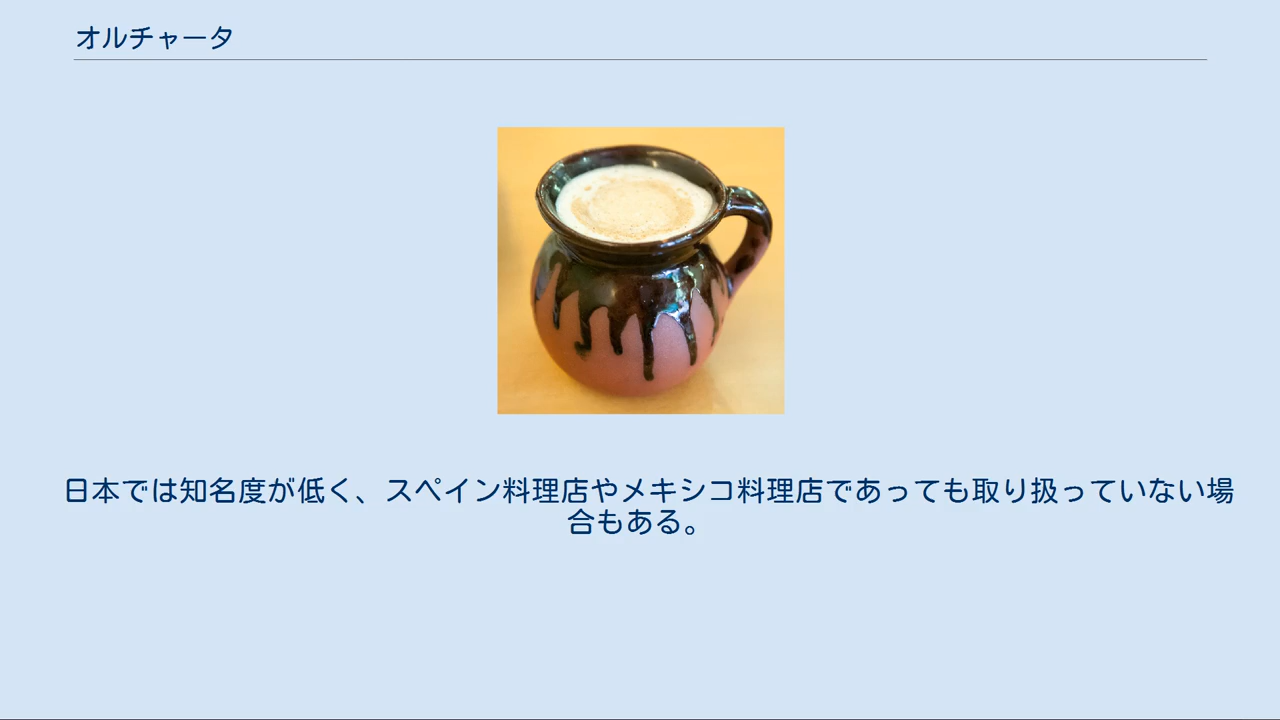 オルチャータ
日本では知名度が低く、スペイン料理店やメキシコ料理店であっても取り扱っていない場
合もある。